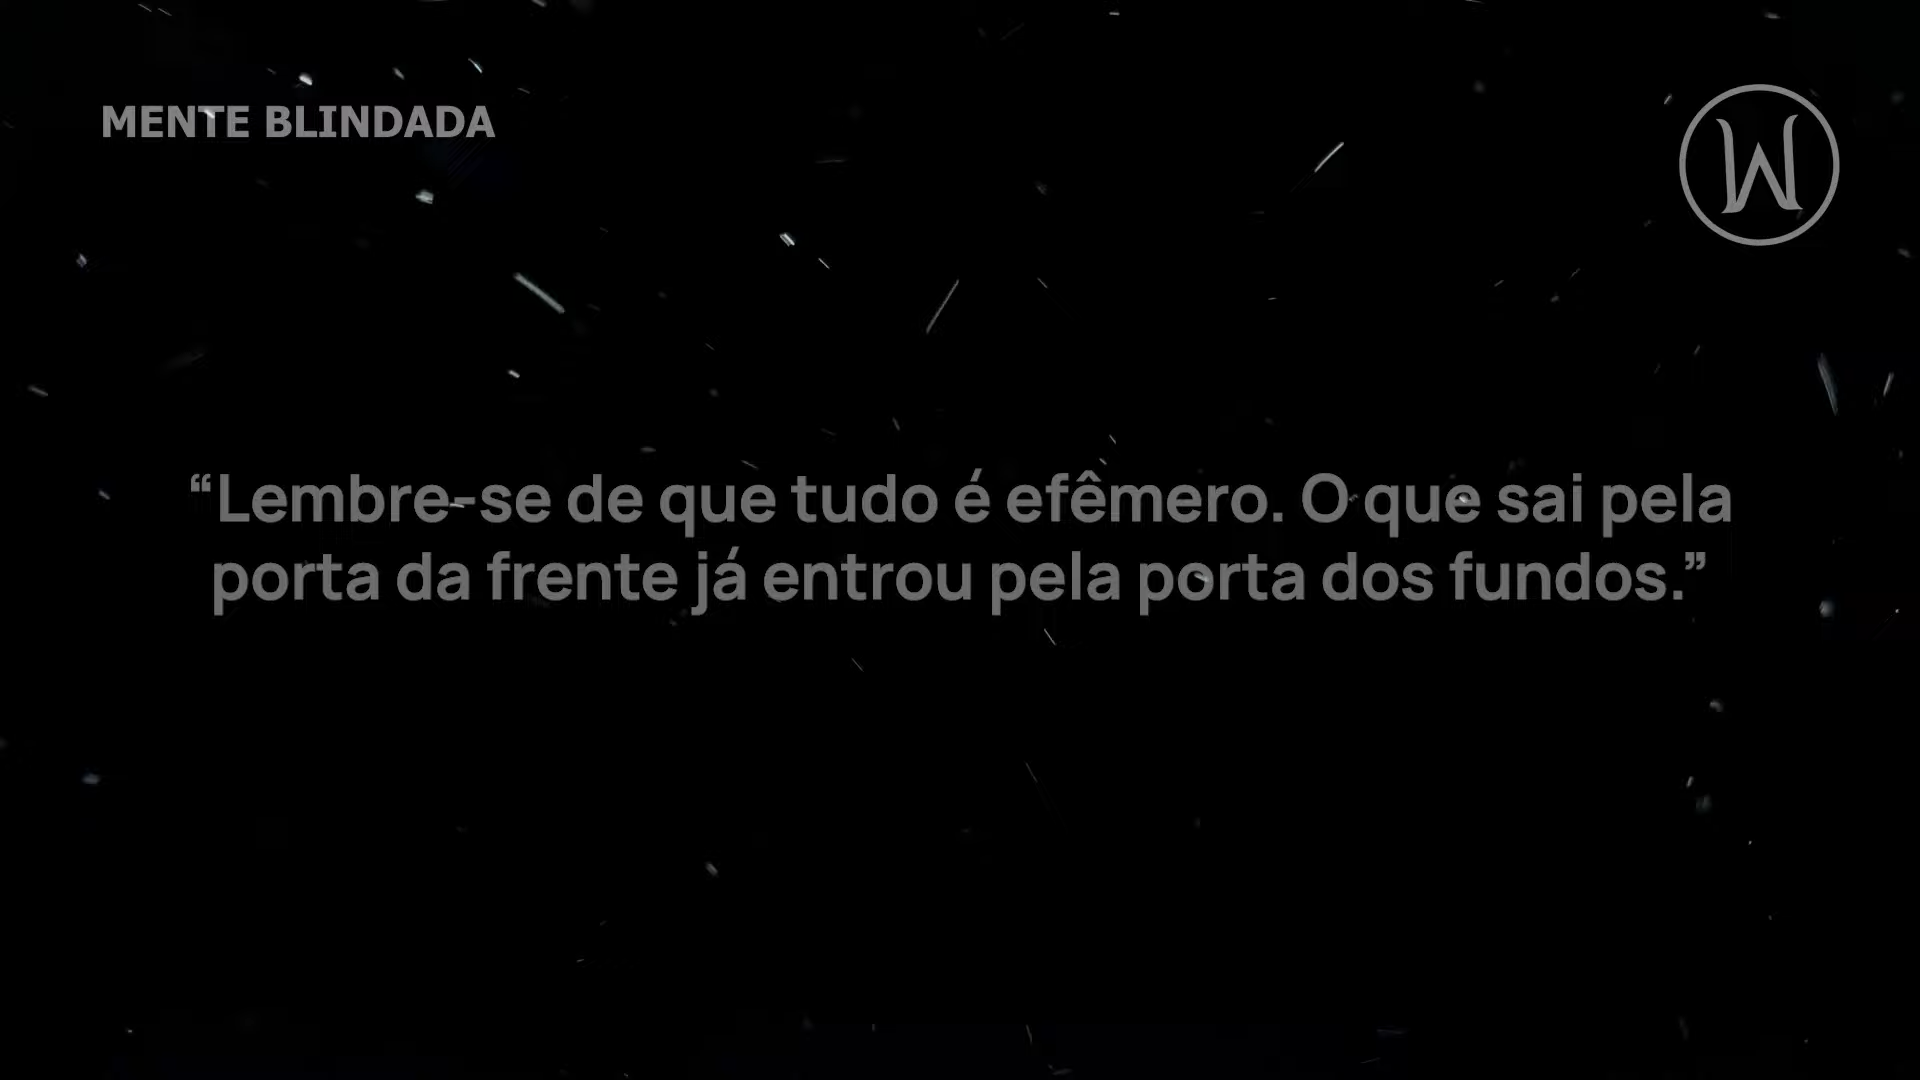 MENTE BLINDADA
W
“Lembre-se de que tudo é efêmero. O que sai pela
porta da frente já entrou pela porta dos fundos.”